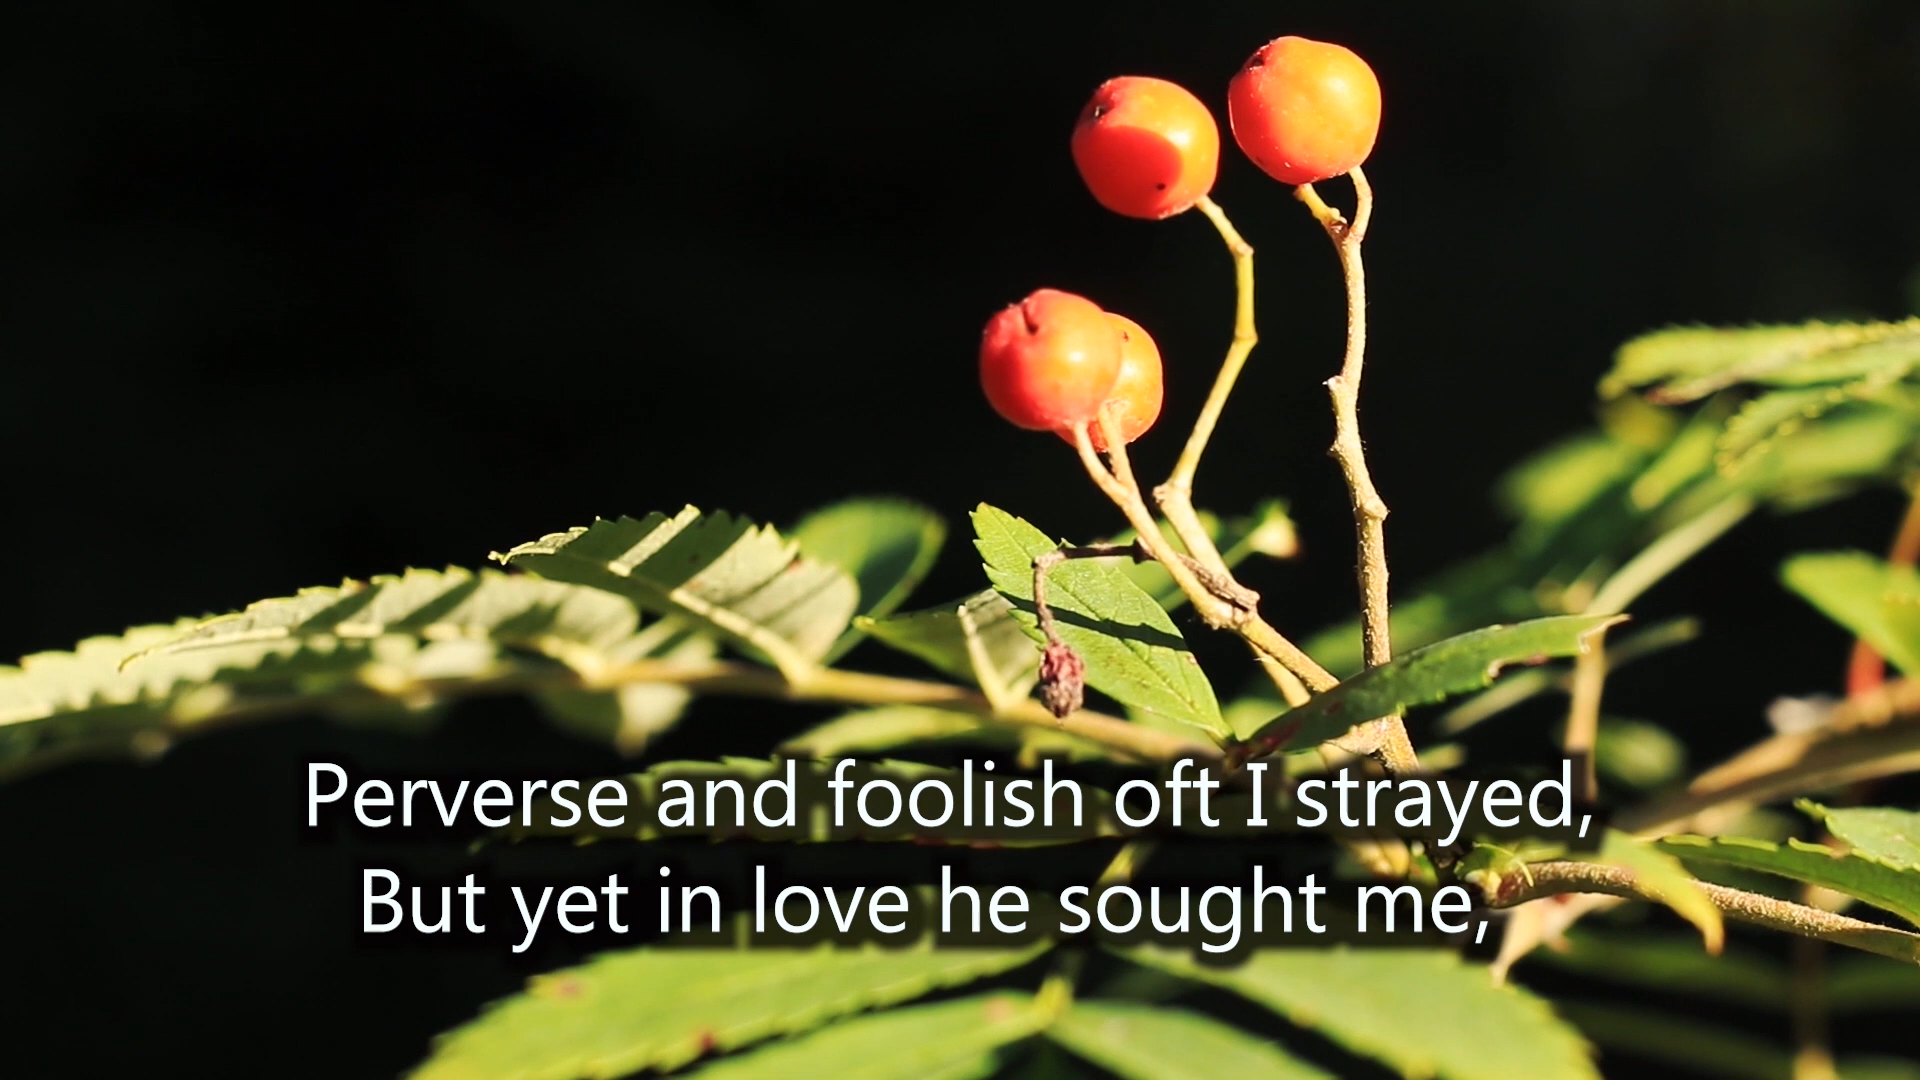 Perverse and foolish oft I strayed,
But yet in love he sought me,